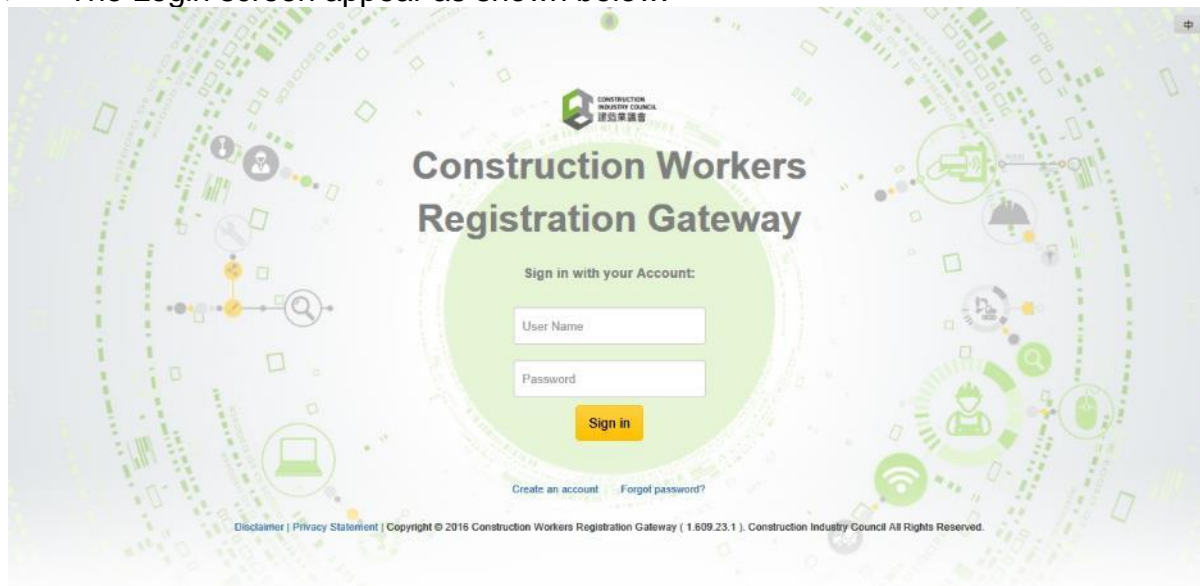 The Login screen appear as shown below.
中
CONSTRUCTION
INDUSTRY COUNCIL
建造業議會
Construction Workers
Registration Gateway
Sign in with your Account:
User Name
Password
Sign in
Create an account | Forgot password?
Disclaimer | Privacy Statement | Copyright © 2016 Construction Workers Registration Gateway ( 1.609.23.1 ). Construction Industry Council All Rights Reserved.